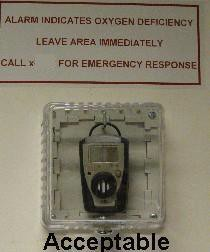 ALARM INDICATES OXYGEN DEFICIENCY
LEAVE AREA IMMEDIATELY
CALL x FOR EMERGENCY RESPONSE
Acceptable